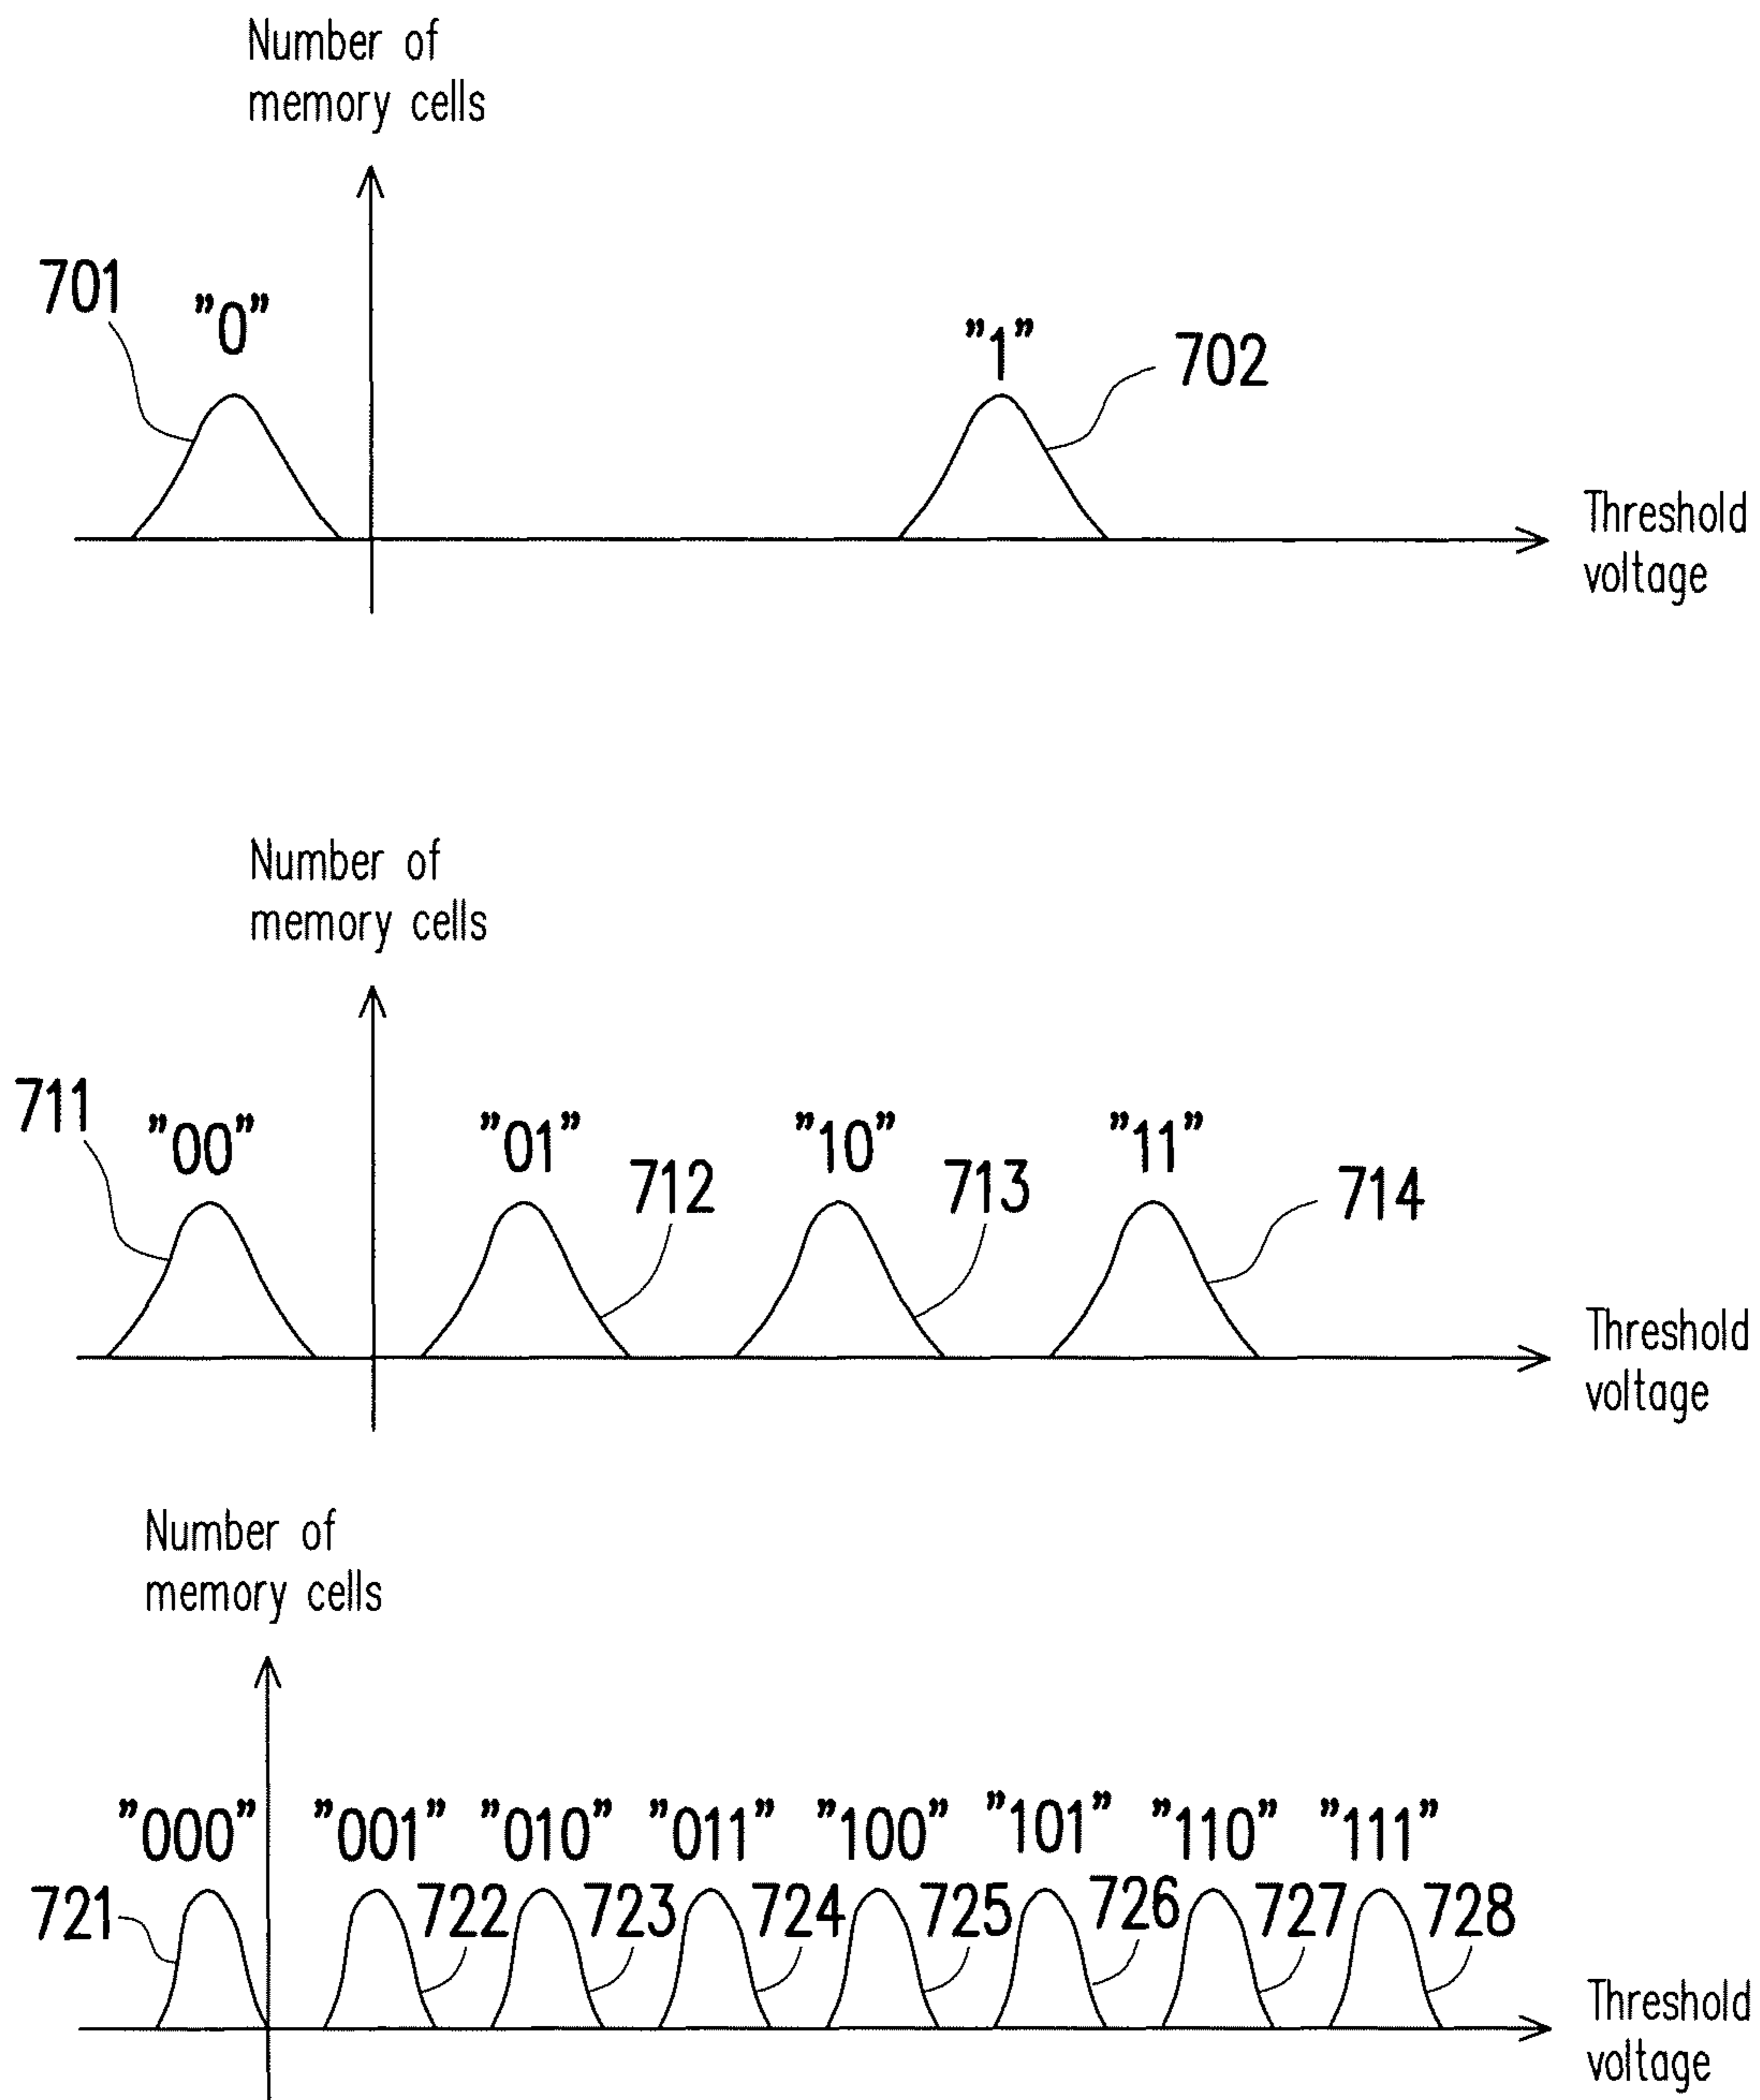 Number of
memory cells
701
"0"
"1"
702
Threshold
voltage
Number of
memory cells
711
"00"
"01"
712
"10"
713
"11"
714
Threshold
voltage
Number of
memory cells
"000" "001" "010" "011" "100" "101" "110" "111"
721 722 723 724 725 726 727 728
Threshold
voltage